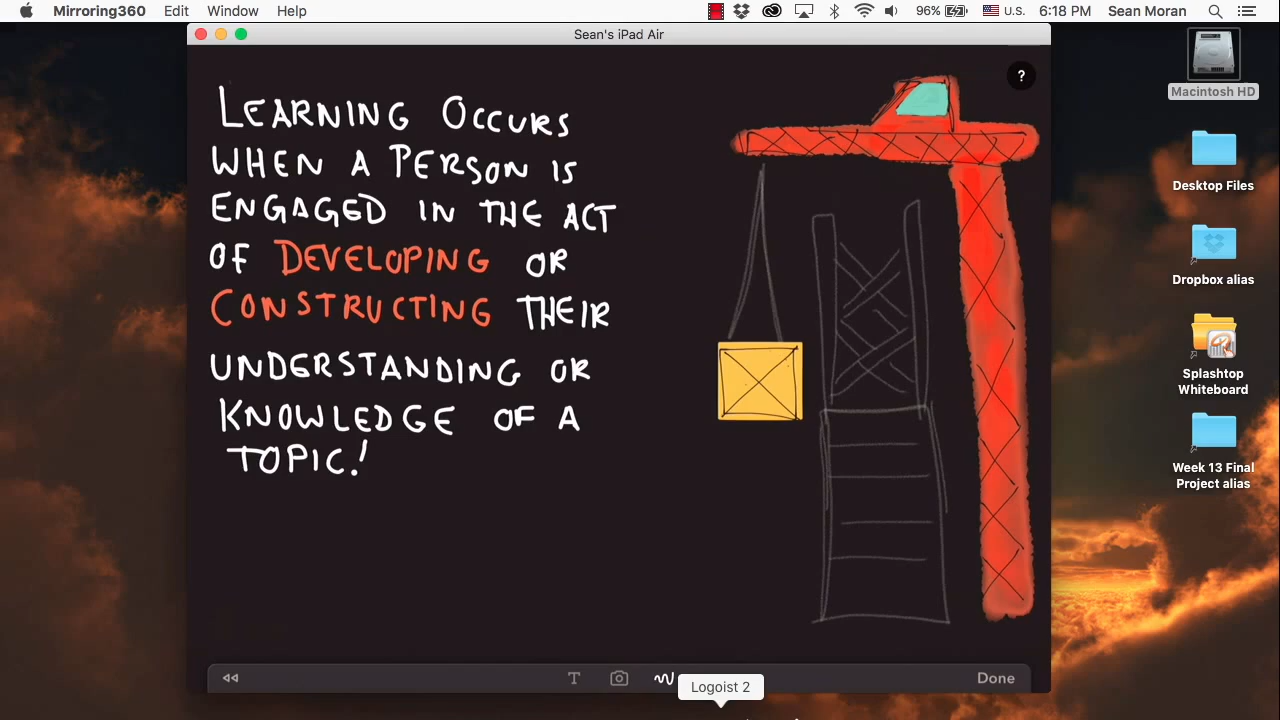 Mirroring360 Edit Window Help 96% U.S. 6:18 PM Sean Moran
Sean's iPad Air
?
LEARNING OCCURS
WHEN A PERSON IS
ENGAGED IN THE ACT
OF DEVELOPING OR
CONSTRUCTING THEIR
UNDERSTANDING OR
KNOWLEDGE OF A
TOPIC!
Macintosh HD
Desktop Files
Dropbox alias
Splashtop
Whiteboard
Week 13 Final
Project alias
T Done
Logoist 2